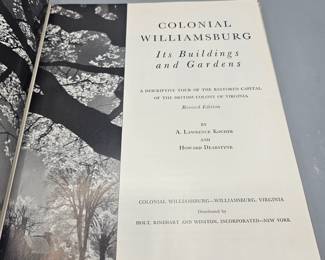 COLONIAL
WILLIAMSBURG
Its Buildings
and Gardens
A DESCRIPTIVE TOUR OF THE RESTORED CAPITAL
OF THE BRITISH COLONY OF VIRGINIA
Revised Edition
BY
A. LAWRENCE KOCHER
AND
HOWARD DEARSTYNE
COLONIAL WILLIAMSBURG—WILLIAMSBURG, VIRGINIA
Distributed by
HOLT, RINEHART AND WINSTON, INCORPORATED—NEW YORK